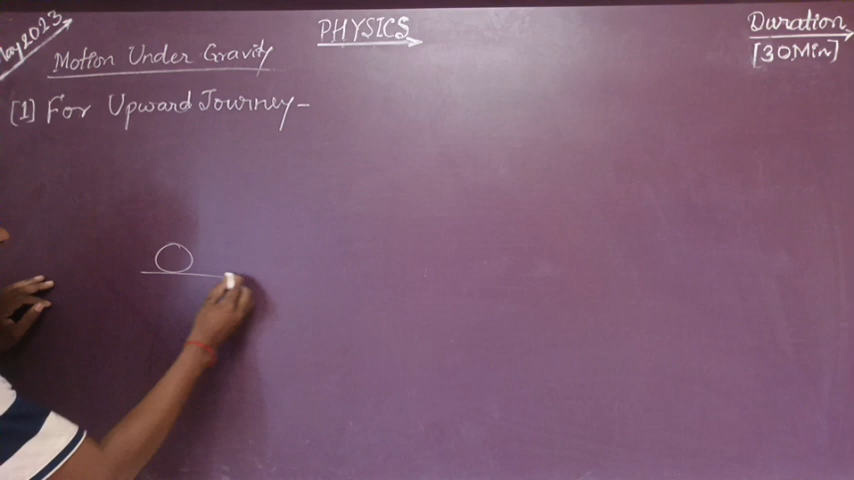 May 2023
PHYSICS
Duration
[30Min]
Motion Under Gravity
[1] For Upward Journey-